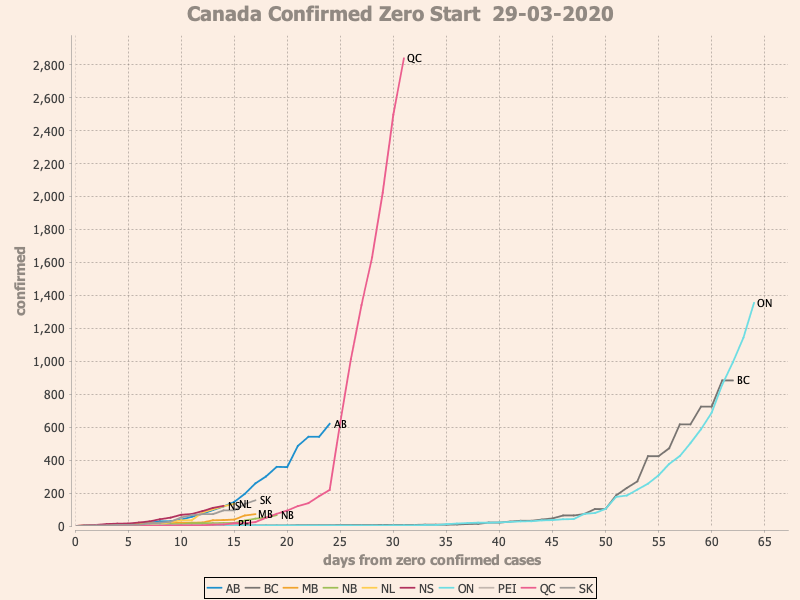 Canada Confirmed Zero Start 29-03-2020
confirmed
2,800
2,600
2,400
2,200
2,000
1,800
1,600
1,400
1,200
1,000
800
600
400
200
0
QC
ON
BC
AB
SK
NS
NL
MB
NB
PEI
0 5 10 15 20 25 30 35 40 45 50 55 60 65
days from zero confirmed cases
AB BC MB NB NL NS ON PEI QC SK